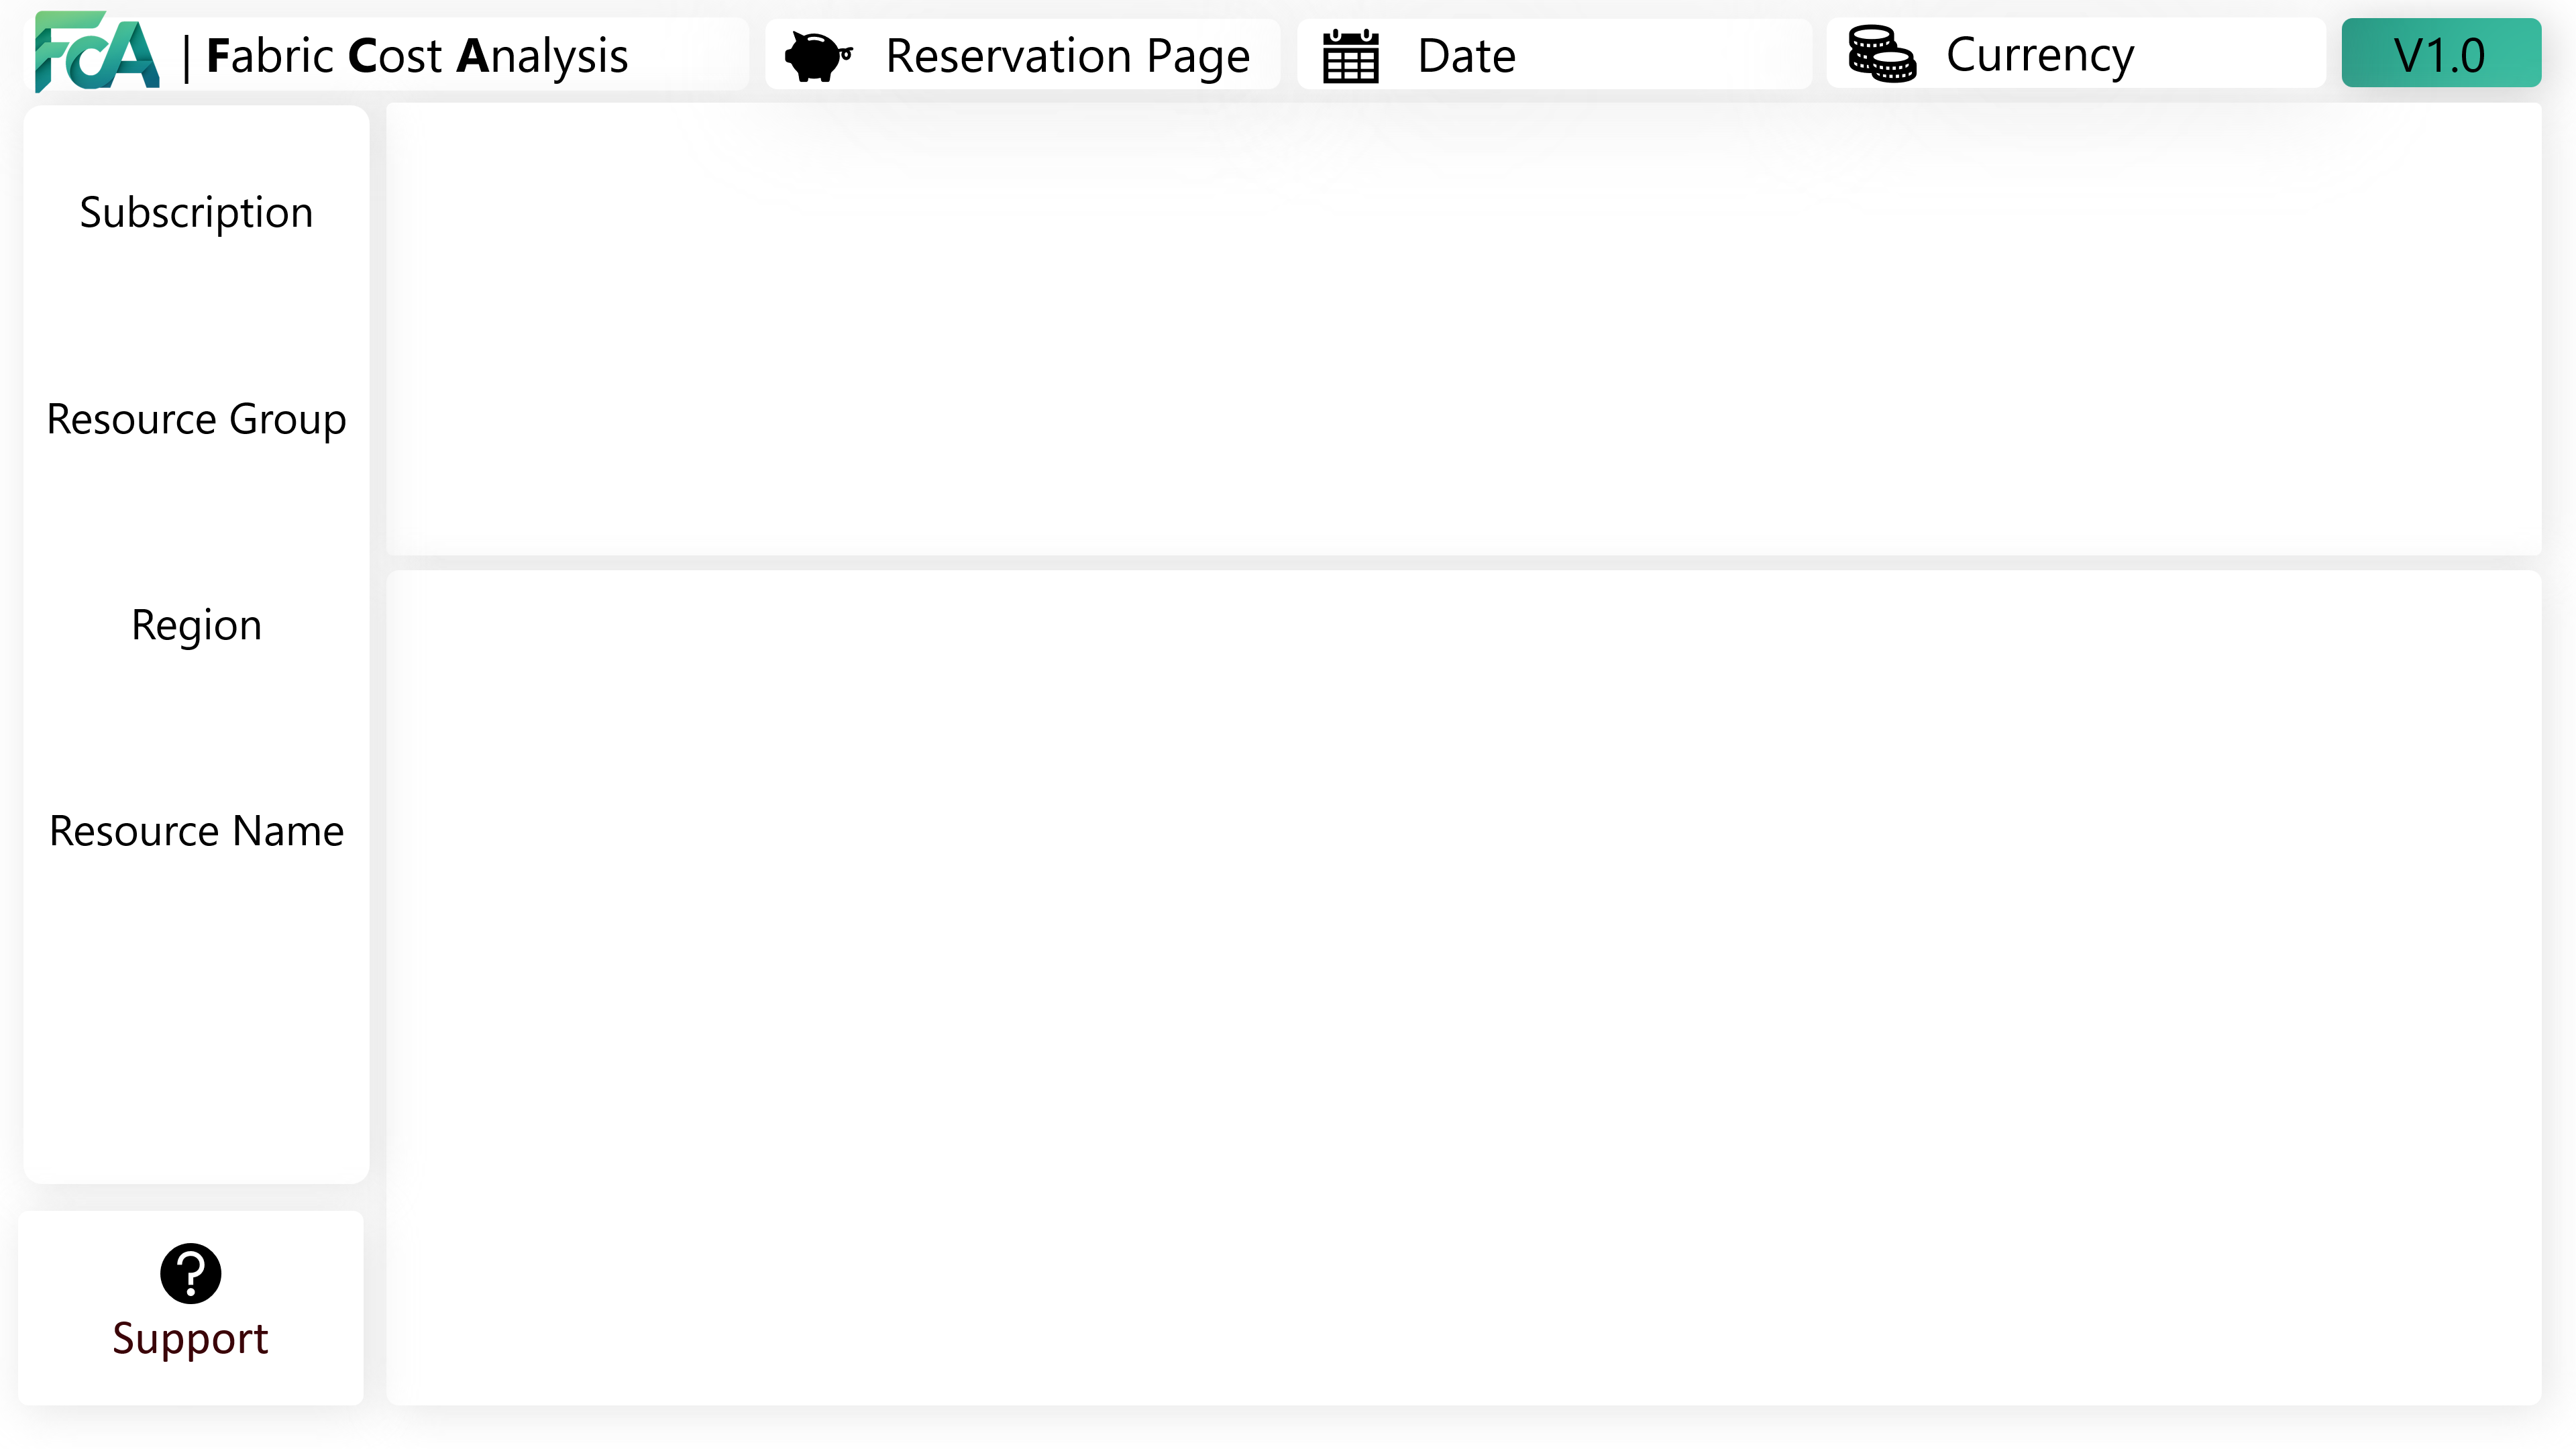 FCA | Fabric Cost Analysis
Reservation Page
Date
Currency
V1.0
Subscription
Resource Group
Region
Resource Name
Support